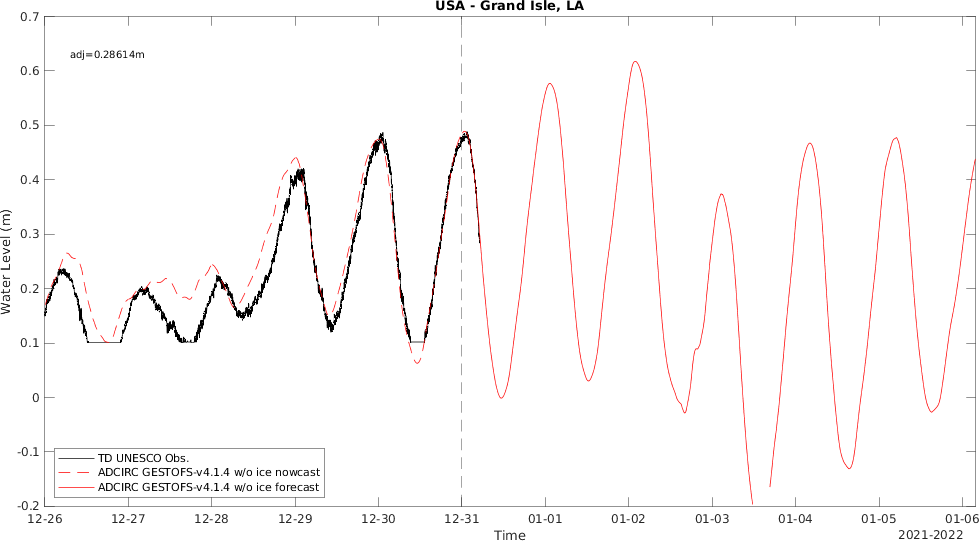 USA - Grand Isle, LA
0.7
adj=0.28614m
0.6
0.5
0.4
0.3
0.2
0.1
0
-0.1
-0.2
Water Level (m)
TD UNESCO Obs.
ADCIRC GESTOFS-v4.1.4 w/o ice nowcast
ADCIRC GESTOFS-v4.1.4 w/o ice forecast
12-26 12-27 12-28 12-29 12-30 12-31 01-01 01-02 01-03 01-04 01-05 01-06
Time
2021-2022